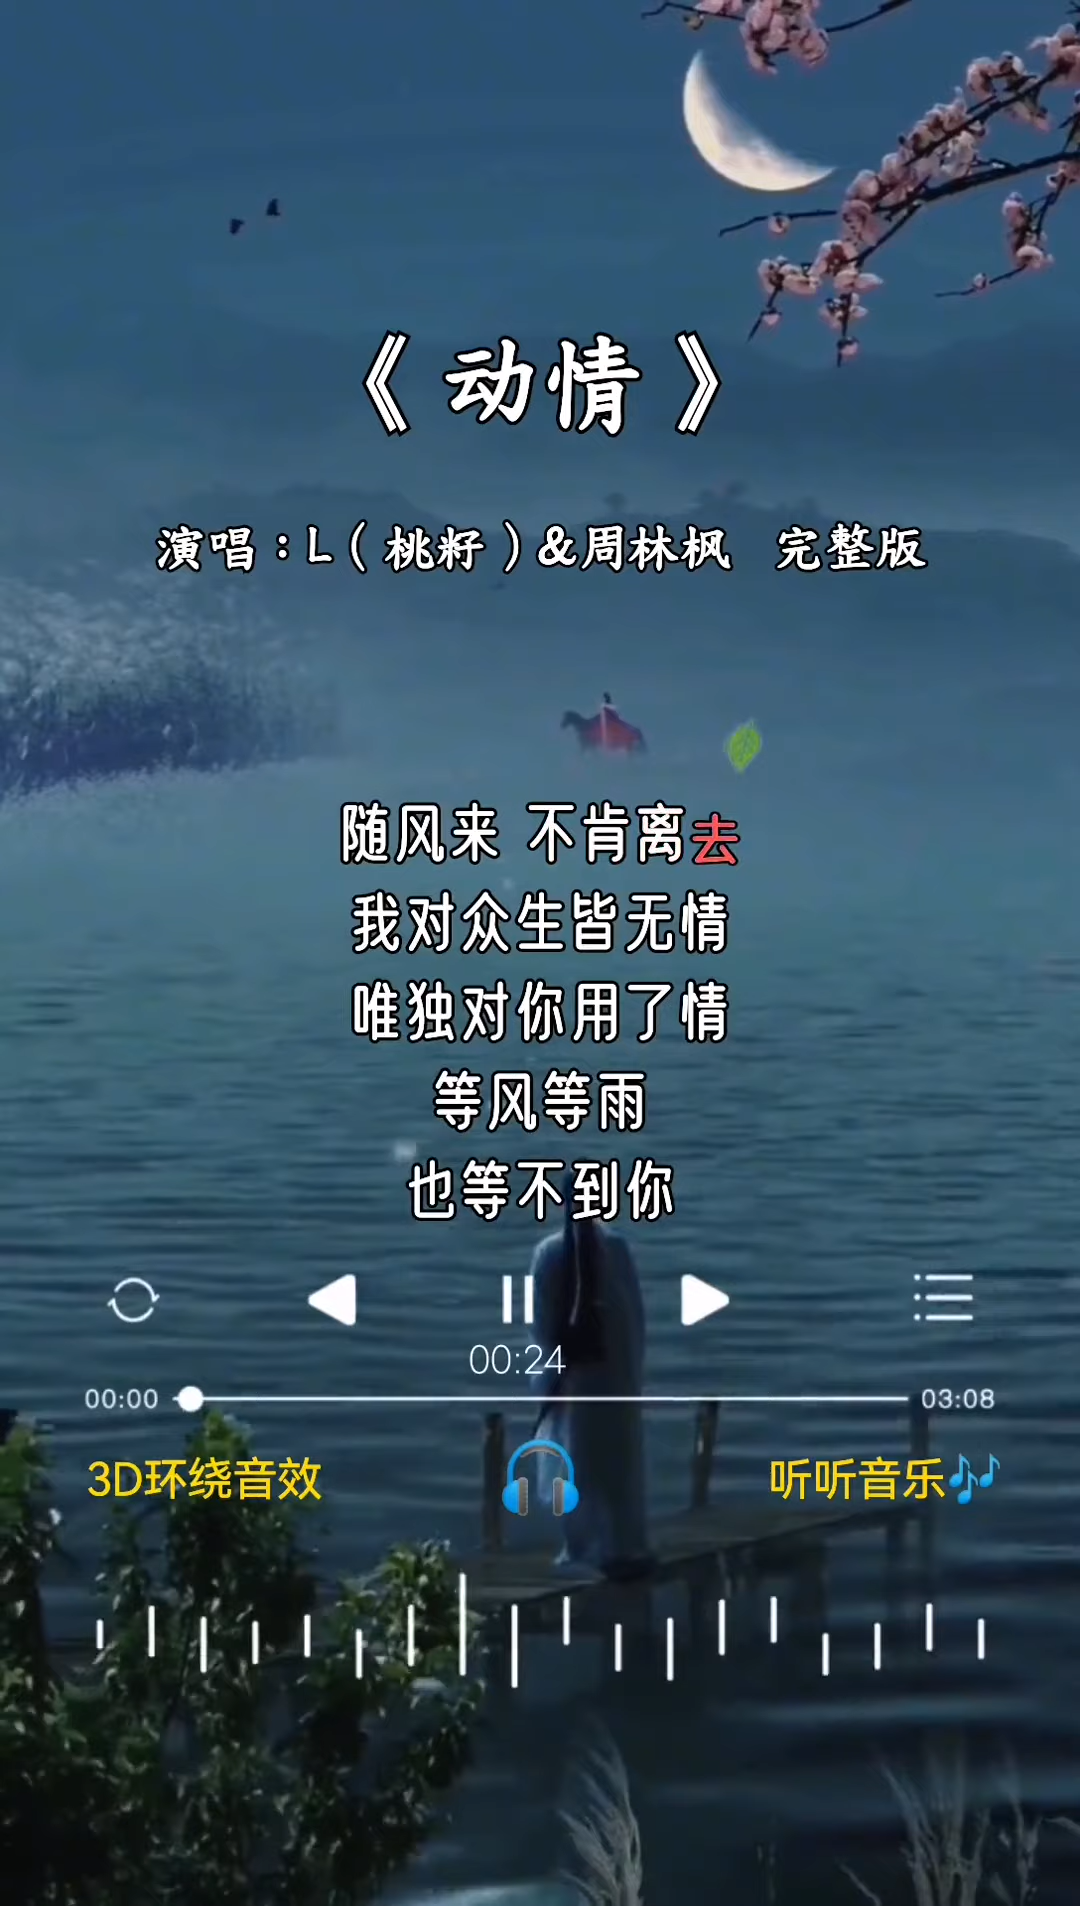 《 动情 》
演唱：L（桃籽）&周林枫 完整版
随风来 不肯离去
我对众生皆无情
唯独对你用了情
等风等雨
也等不到你
00:24
00:00 03:08
3D环绕音效 听听音乐